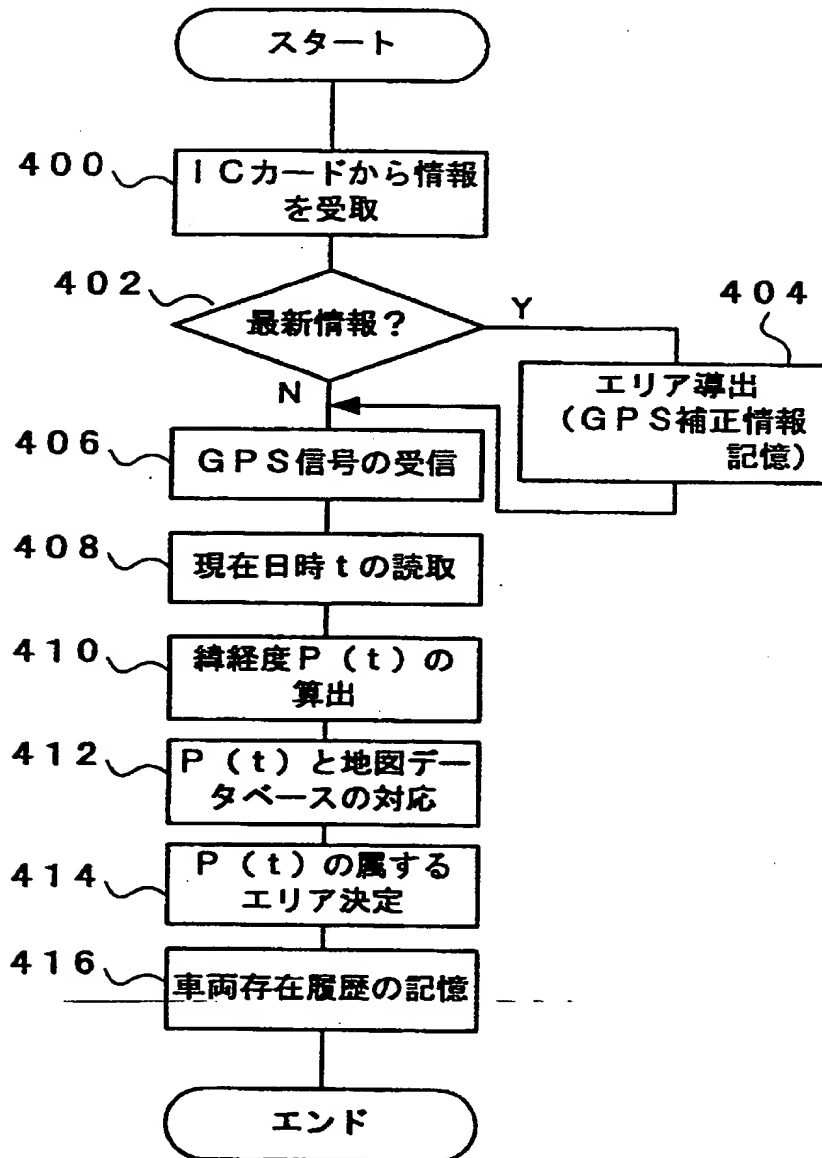 スタート
400
ICカードから情報
を受取
402
最新情報?
Y
N
404
エリア導出
(GPS補正情報
記憶)
406
GPS信号の受信
408
現在日時tの読取
410
緯経度P(t)の
算出
412
P(t)と地図デー
タベースの対応
414
P(t)の属する
エリア決定
416
車両存在履歴の記憶
エンド